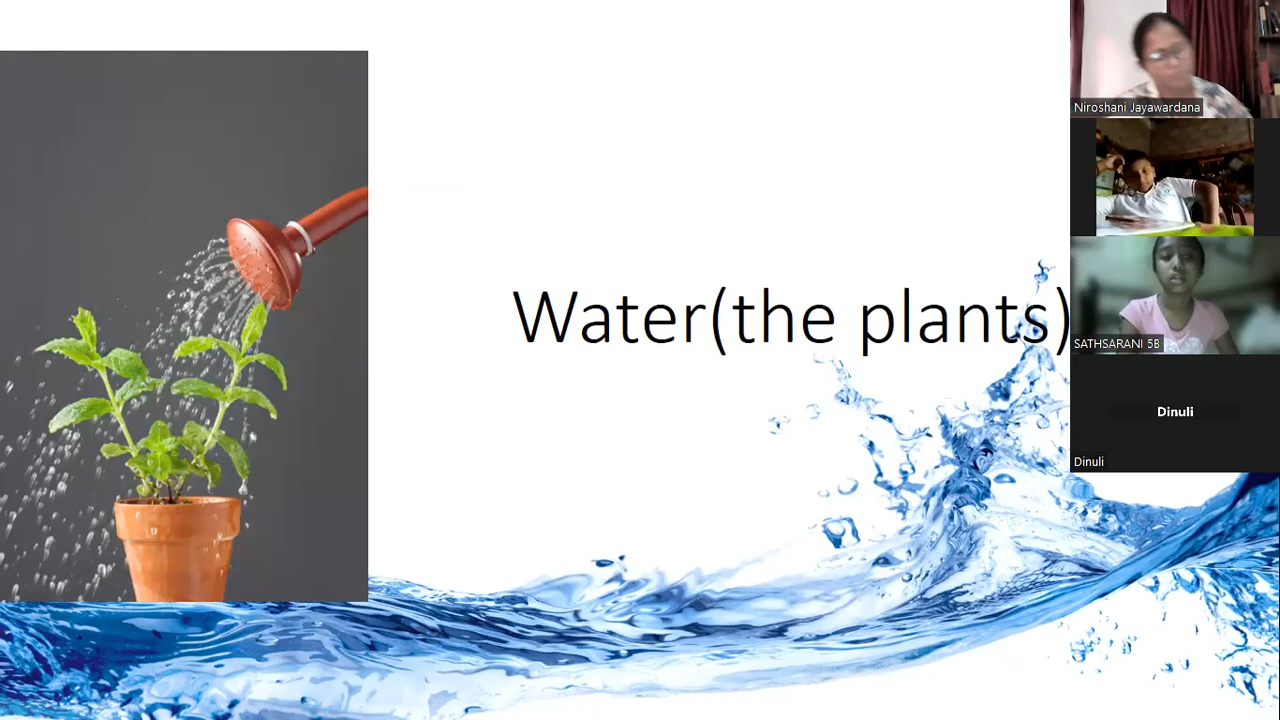 Water(the plants)
Niroshani Jayawardana
SATHSARANI 5B
Dinuli
Dinuli